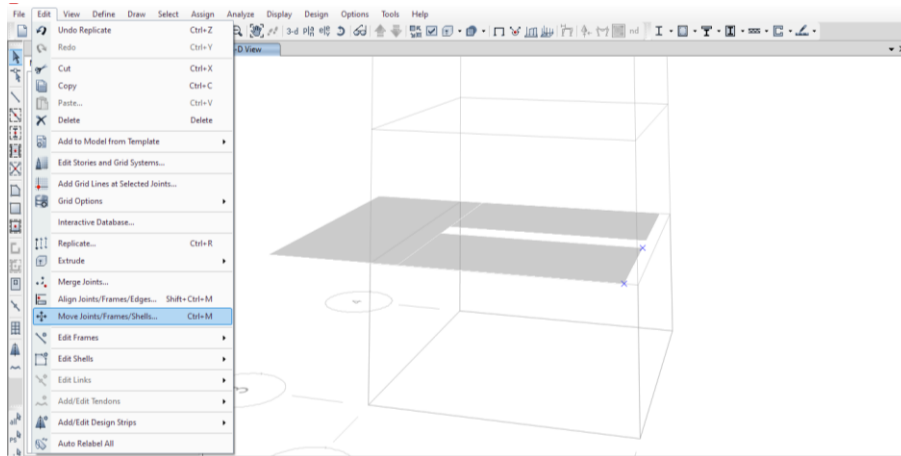 File Edit View Define Draw Select Assign Analyze Display Design Options Tools Help
Undo Replicate Ctrl+Z
Redo Ctrl+Y
Cut Ctrl+X
Copy Ctrl+C
Paste... Ctrl+V
Delete Delete
Add to Model from Template
Edit Stories and Grid Systems...
Add Grid Lines at Selected Joints...
Grid Options
Interactive Database...
Replicate... Ctrl+R
Extrude
Merge Joints...
Align Joints/Frames/Edges... Shift+Ctrl+M
Move Joints/Frames/Shells... Ctrl+M
Edit Frames
Edit Shells
Edit Links
Add/Edit Tendons
Add/Edit Design Strips
Auto Relabel All
3-d
nd
-D View
all